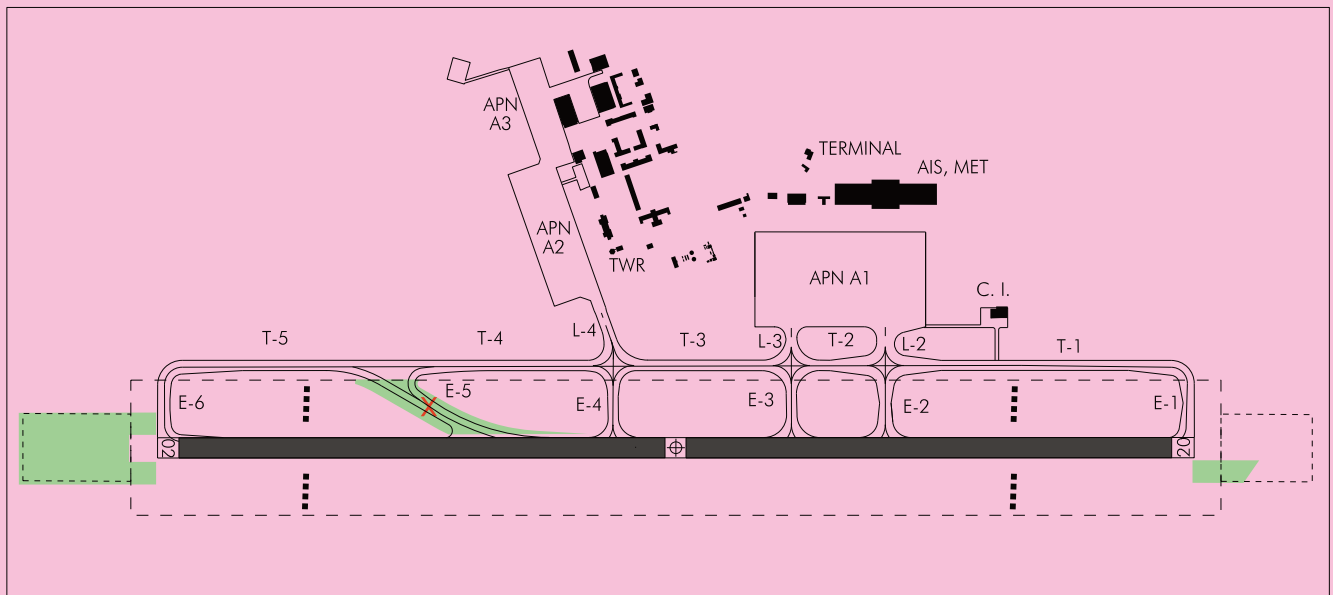 APN
A3
TERMINAL
AIS, MET
APN
A2
TWR
APN A1
C. I.
T-5
T-4
L-4
T-3
L-3
T-2
L-2
T-1
E-6
E-5
E-4
E-3
E-2
E-1
02
20